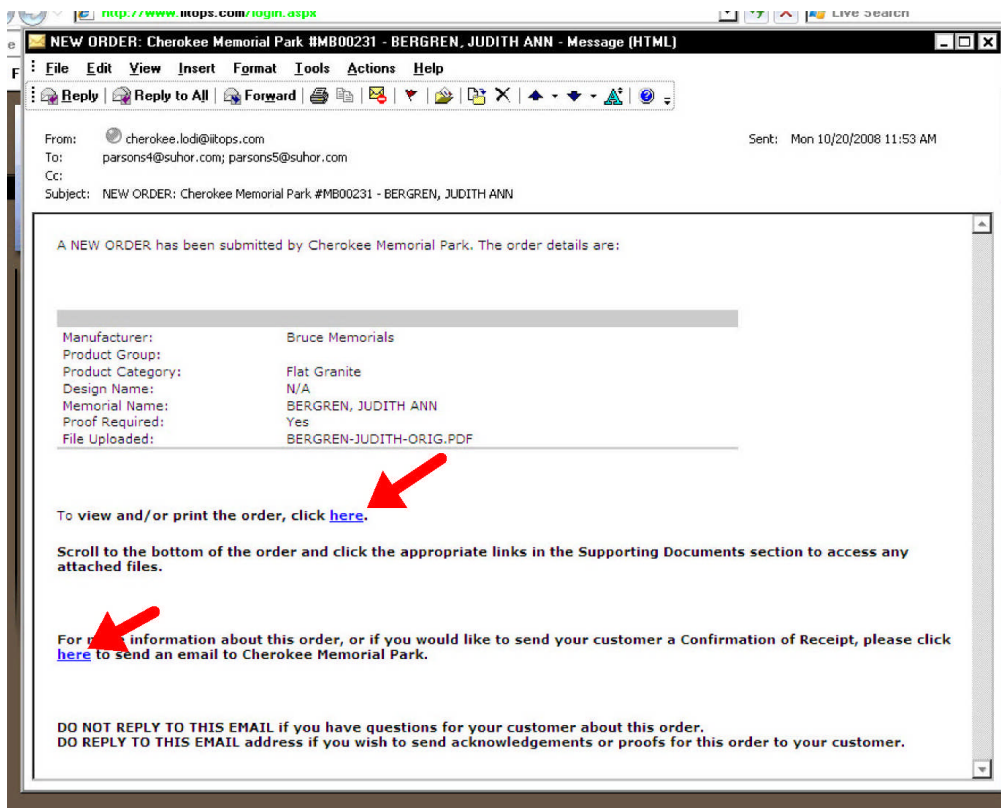 http://www.iitops.com/login.aspx
Live Search
NEW ORDER: Cherokee Memorial Park #MB00231 - BERGREN, JUDITH ANN - Message (HTML)
File Edit View Insert Format Tools Actions Help
Reply Reply to All Forward
From: cherokee.lodi@iitops.com Sent: Mon 10/20/2008 11:53 AM
To: parsons4@suhor.com; parsons5@suhor.com
Cc:
Subject: NEW ORDER: Cherokee Memorial Park #MB00231 - BERGREN, JUDITH ANN
A NEW ORDER has been submitted by Cherokee Memorial Park. The order details are:
Manufacturer: Bruce Memorials
Product Group:
Product Category: Flat Granite
Design Name: N/A
Memorial Name: BERGREN, JUDITH ANN
Proof Required: Yes
File Uploaded: BERGREN-JUDITH-ORIG.PDF
To view and/or print the order, click here.
Scroll to the bottom of the order and click the appropriate links in the Supporting Documents section to access any
attached files.
For information about this order, or if you would like to send your customer a Confirmation of Receipt, please click
here to send an email to Cherokee Memorial Park.
DO NOT REPLY TO THIS EMAIL if you have questions for your customer about this order.
DO REPLY TO THIS EMAIL address if you wish to send acknowledgements or proofs for this order to your customer.